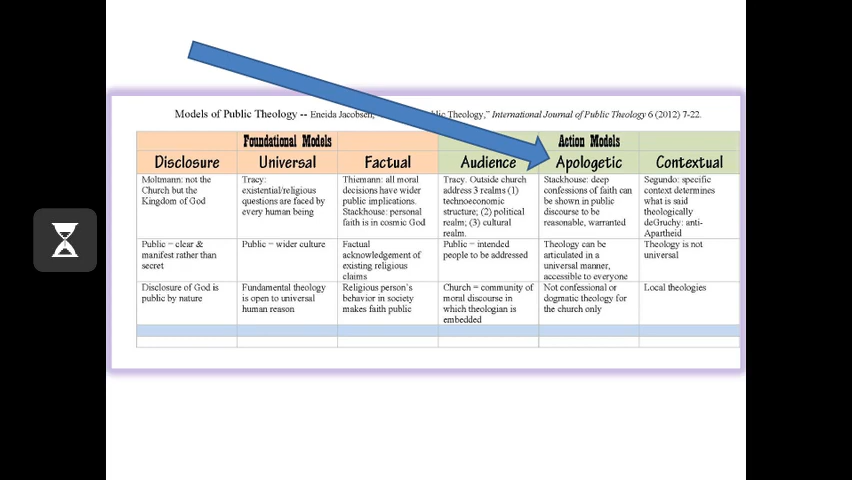 Models of Public Theology -- Eneida Jacobsen, Public Theology," International Journal of Public Theology 6 (2012) 7-22.
Foundational Models
Action Models
Disclosure
Universal
Factual
Audience
Apologetic
Contextual
Moltmann: not the
Church but the
Kingdom of God
Tracy:
existential/religious
questions are faced by
every human being
Thiemann: all moral
decisions have wider
public implications.
Stackhouse: personal
faith is in cosmic God
Tracy. Outside church
address 3 realms (1)
technoeconomic
structure; (2) political
realm; (3) cultural
realm.
Stackhouse: deep
confessions of faith can
be shown in public
discourse to be
reasonable, warranted
Segundo: specific
context determines
what is said
theologically
deGruchy: anti-
Apartheid
Public = clear &
manifest rather than
secret
Public = wider culture
Factual
acknowledgement of
existing religious
claims
Public = intended
people to be addressed
Theology can be
articulated in a
universal manner,
accessible to everyone
Theology is not
universal
Disclosure of God is
public by nature
Fundamental theology
is open to universal
human reason
Religious person's
behavior in society
makes faith public
Church = community of
moral discourse in
which theologian is
embedded
Not confessional or
dogmatic theology for
the church only
Local theologies